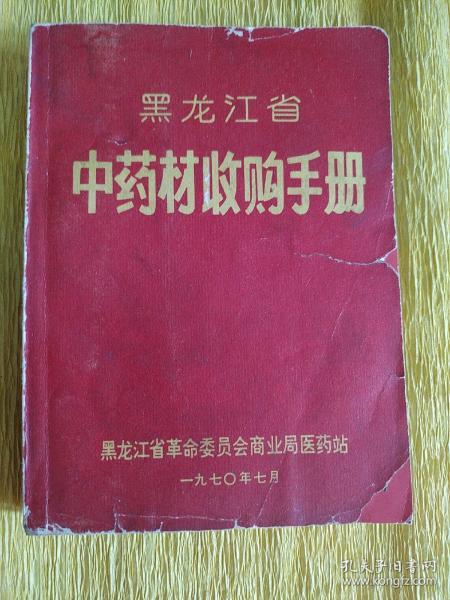 黑龙江省
中药材收购手册
黑龙江省革命委员会商业局医药站
一九七〇年七月
孔夫子旧书网
www.kongfz.com